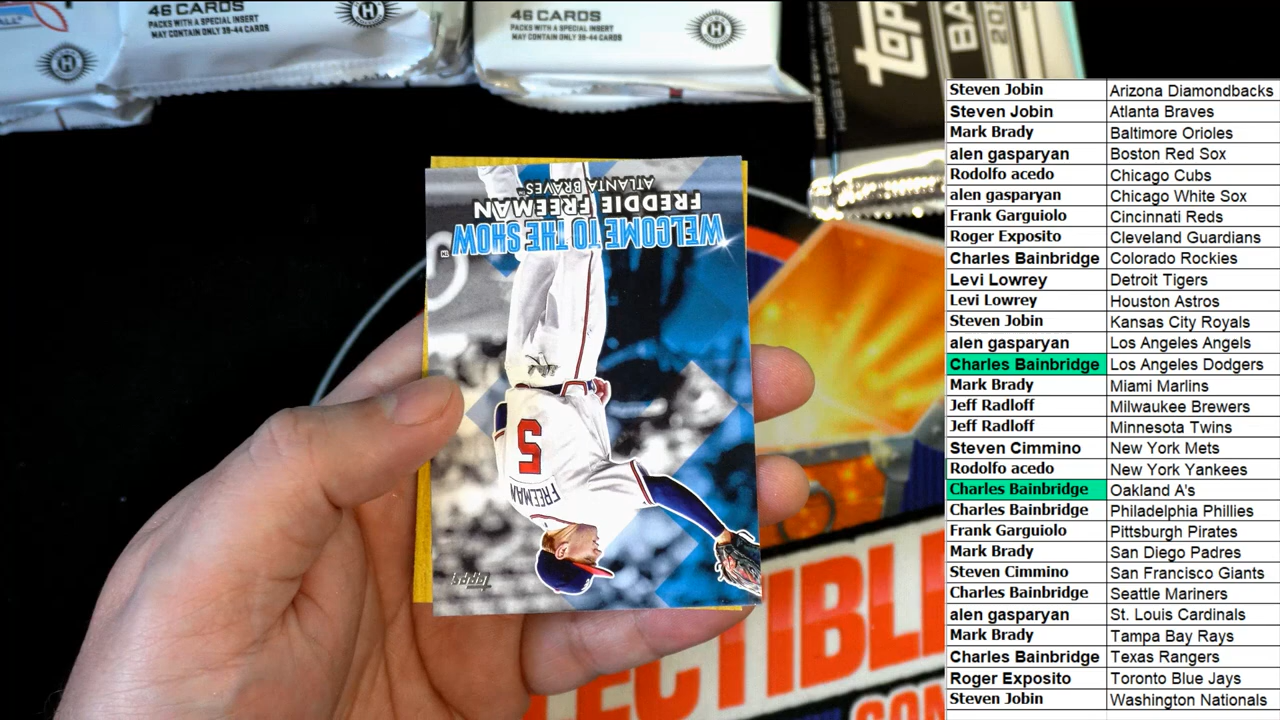 46 CARDS
PACKS WITH A SPECIAL INSERT
MAY CONTAIN ONLY 39-44 CARDS
H
H
46 CARDS
PACKS WITH A SPECIAL INSERT
MAY CONTAIN ONLY 39-44 CARDS
H
TOPPS
BA
20
ATLANTA BRAVES™
FREDDIE FREEMAN
WELCOME TO THE SHOW™
5
FREEMAN
Topps
ECTIBLE
Steven Jobin Arizona Diamondbacks
Steven Jobin Atlanta Braves
Mark Brady Baltimore Orioles
alen gasparyan Boston Red Sox
Rodolfo acedo Chicago Cubs
alen gasparyan Chicago White Sox
Frank Garguiolo Cincinnati Reds
Roger Exposito Cleveland Guardians
Charles Bainbridge Colorado Rockies
Levi Lowrey Detroit Tigers
Levi Lowrey Houston Astros
Steven Jobin Kansas City Royals
alen gasparyan Los Angeles Angels
Charles Bainbridge Los Angeles Dodgers
Mark Brady Miami Marlins
Jeff Radloff Milwaukee Brewers
Jeff Radloff Minnesota Twins
Steven Cimmino New York Mets
Rodolfo acedo New York Yankees
Charles Bainbridge Oakland A's
Charles Bainbridge Philadelphia Phillies
Frank Garguiolo Pittsburgh Pirates
Mark Brady San Diego Padres
Steven Cimmino San Francisco Giants
Charles Bainbridge Seattle Mariners
alen gasparyan St. Louis Cardinals
Mark Brady Tampa Bay Rays
Charles Bainbridge Texas Rangers
Roger Exposito Toronto Blue Jays
Steven Jobin Washington Nationals